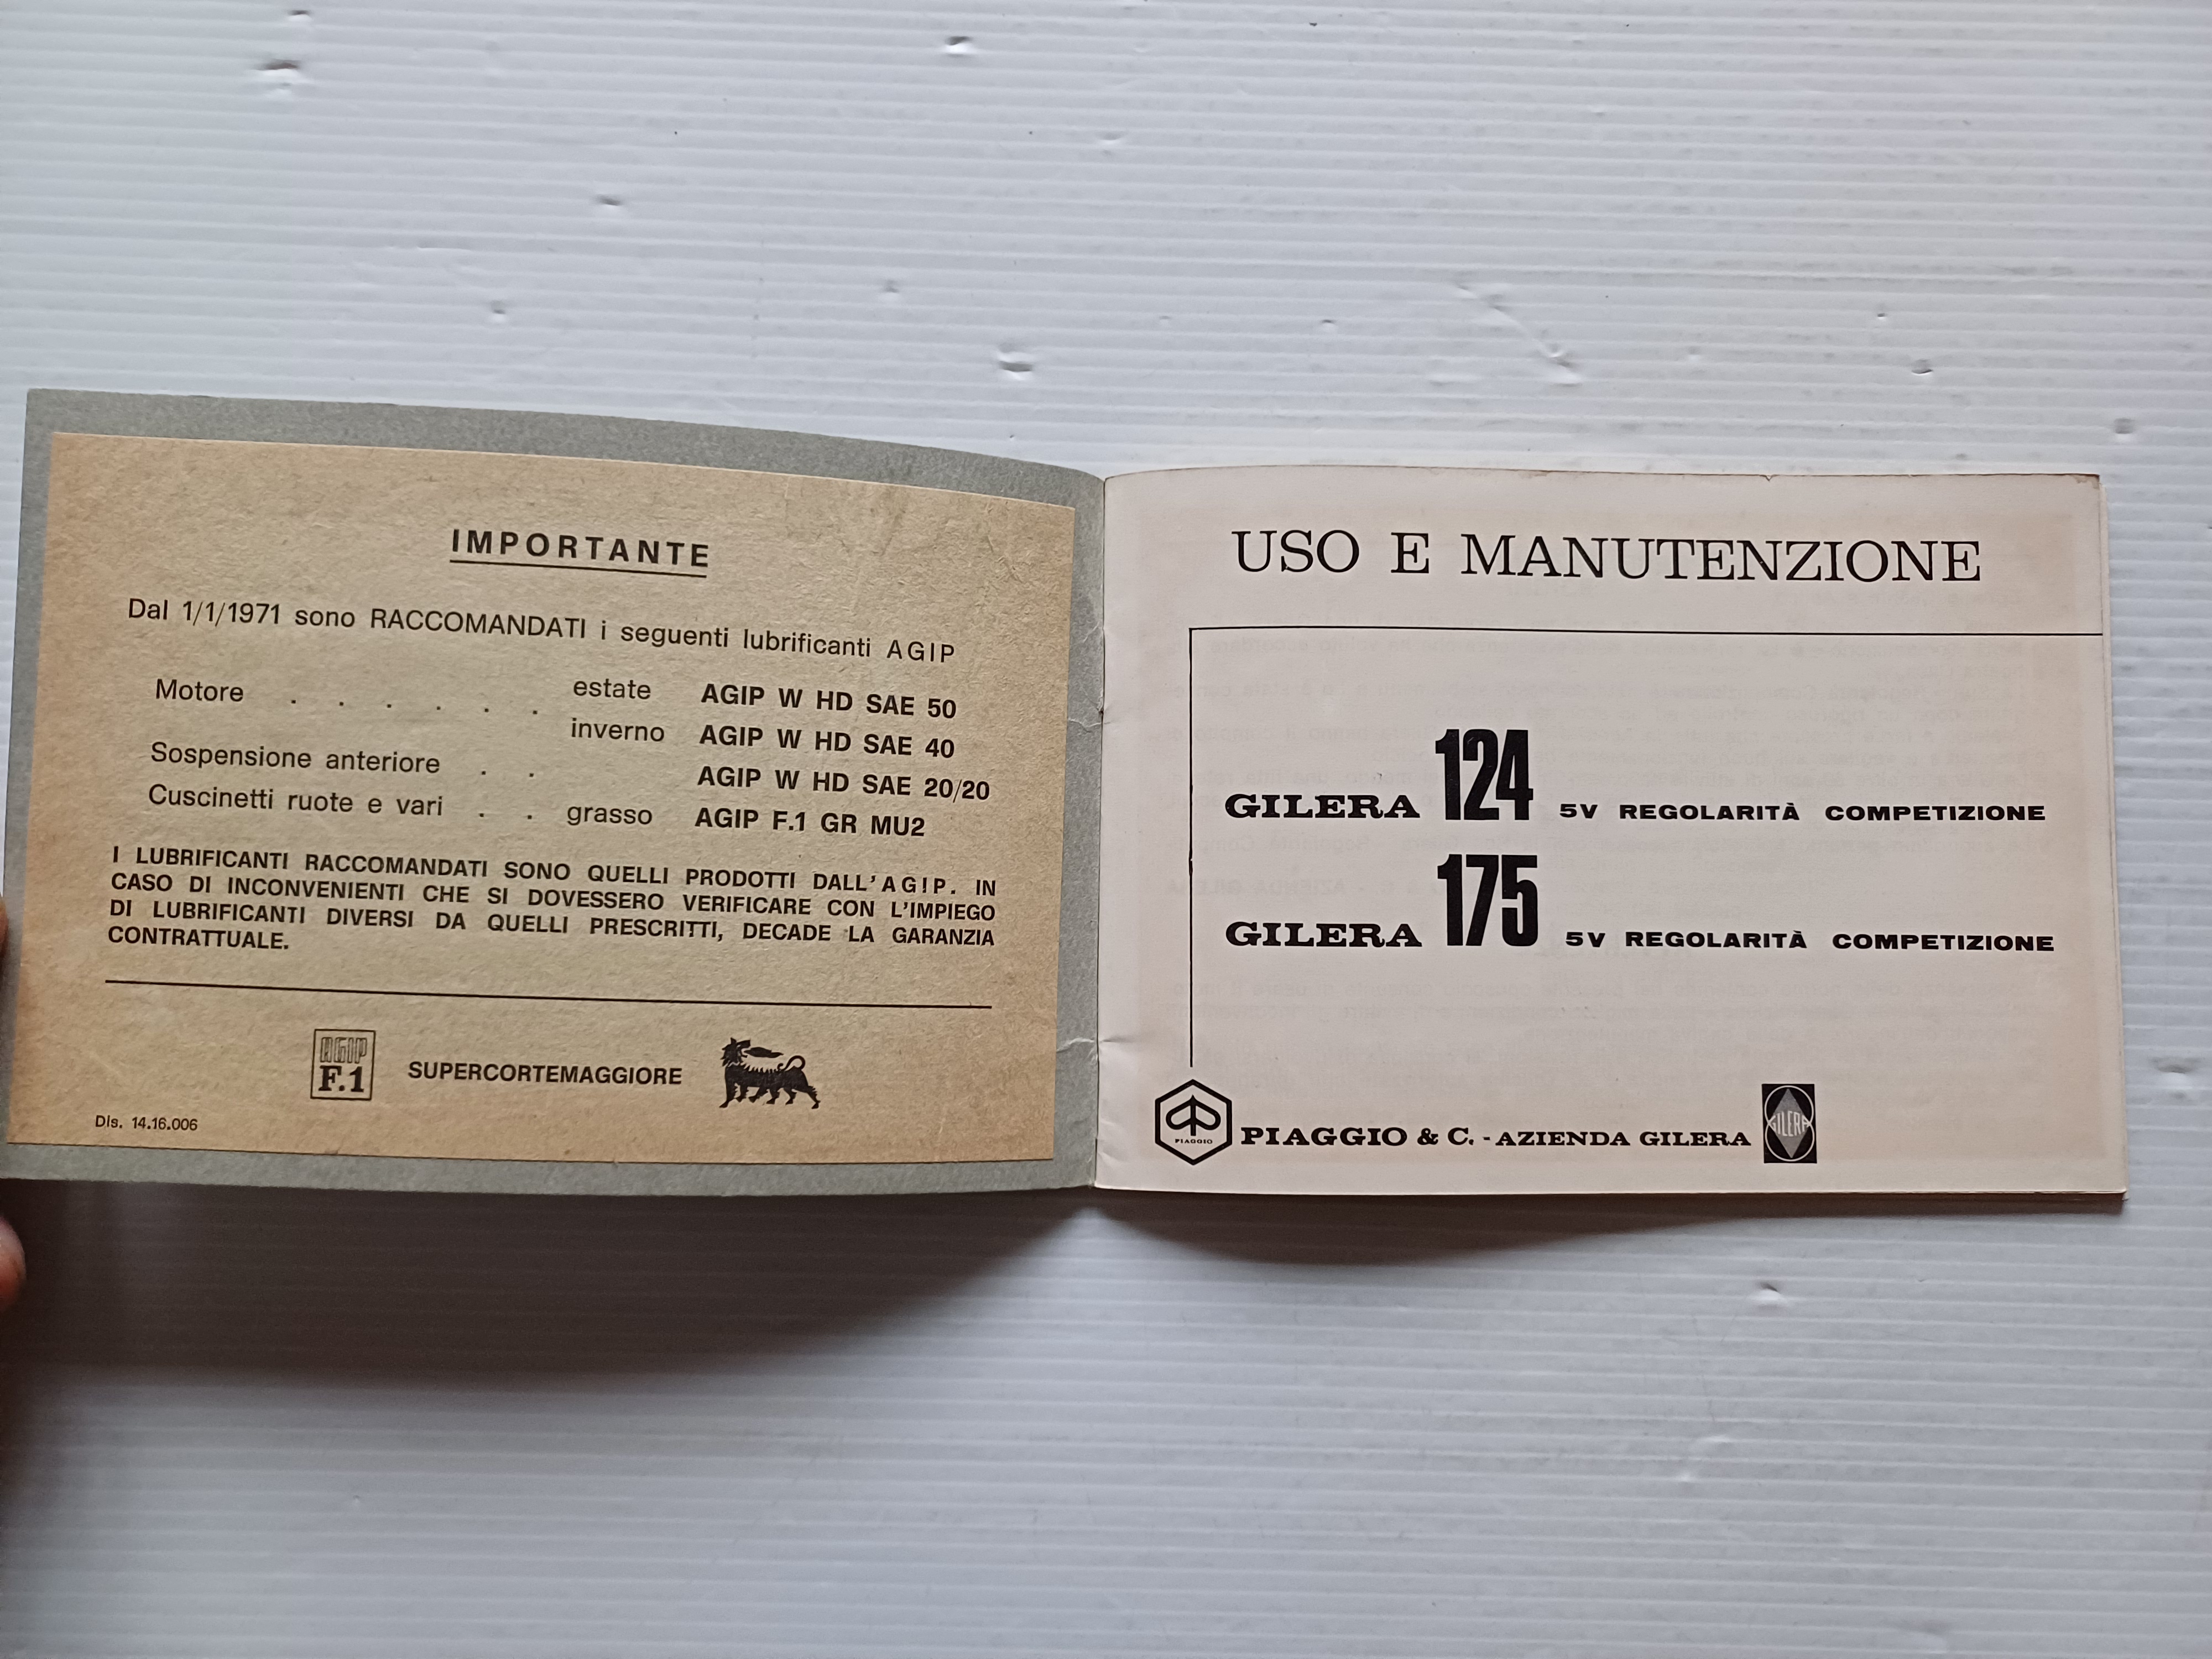 IMPORTANTE
Dal 1/1/1971 sono RACCOMANDATI i seguenti lubrificanti AGIP
Motore . . . . . . estate AGIP W HD SAE 50
inverno AGIP W HD SAE 40
Sospensione anteriore . . AGIP W HD SAE 20/20
Cuscinetti ruote e vari . . grasso AGIP F.1 GR MU2
I LUBRIFICANTI RACCOMANDATI SONO QUELLI PRODOTTI DALL'AGIP. IN
CASO DI INCONVENIENTI CHE SI DOVESSERO VERIFICARE CON L'IMPIEGO
DI LUBRIFICANTI DIVERSI DA QUELLI PRESCRITTI, DECADE LA GARANZIA
CONTRATTUALE.
AGIP
F.1
SUPERCORTEMAGGIORE
Dis. 14.16.006
USO E MANUTENZIONE
GILERA 124 5V REGOLARITÀ COMPETIZIONE
GILERA 175 5V REGOLARITÀ COMPETIZIONE
PIAGGIO
PIAGGIO & C. - AZIENDA GILERA
GILERA